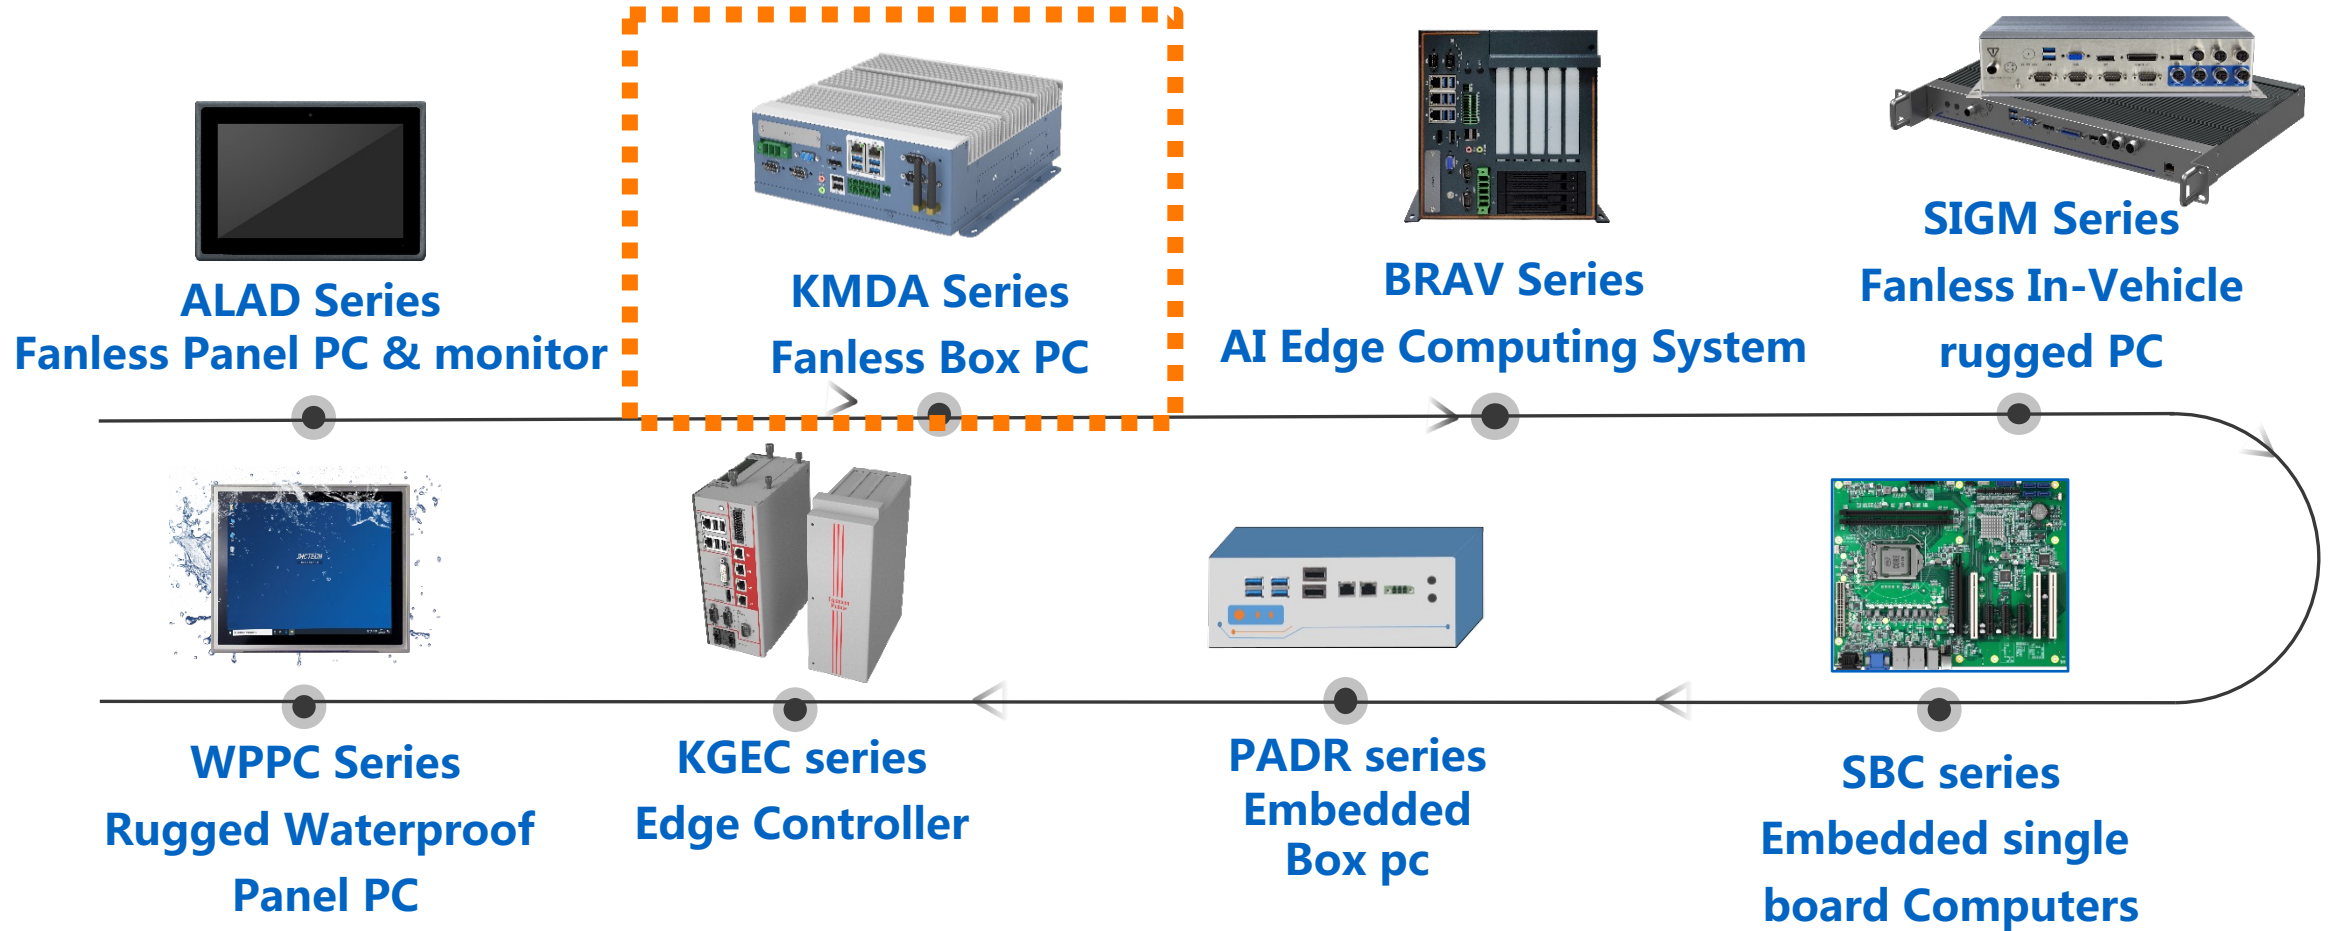 ALAD Series
Fanless Panel PC & monitor
KMDA Series
Fanless Box PC
BRAV Series
AI Edge Computing System
SIGM Series
Fanless In-Vehicle
rugged PC
JHCTECH
WPPC Series
Rugged Waterproof
Panel PC
KGEC series
Edge Controller
PADR series
Embedded
Box pc
SBC series
Embedded single
board Computers